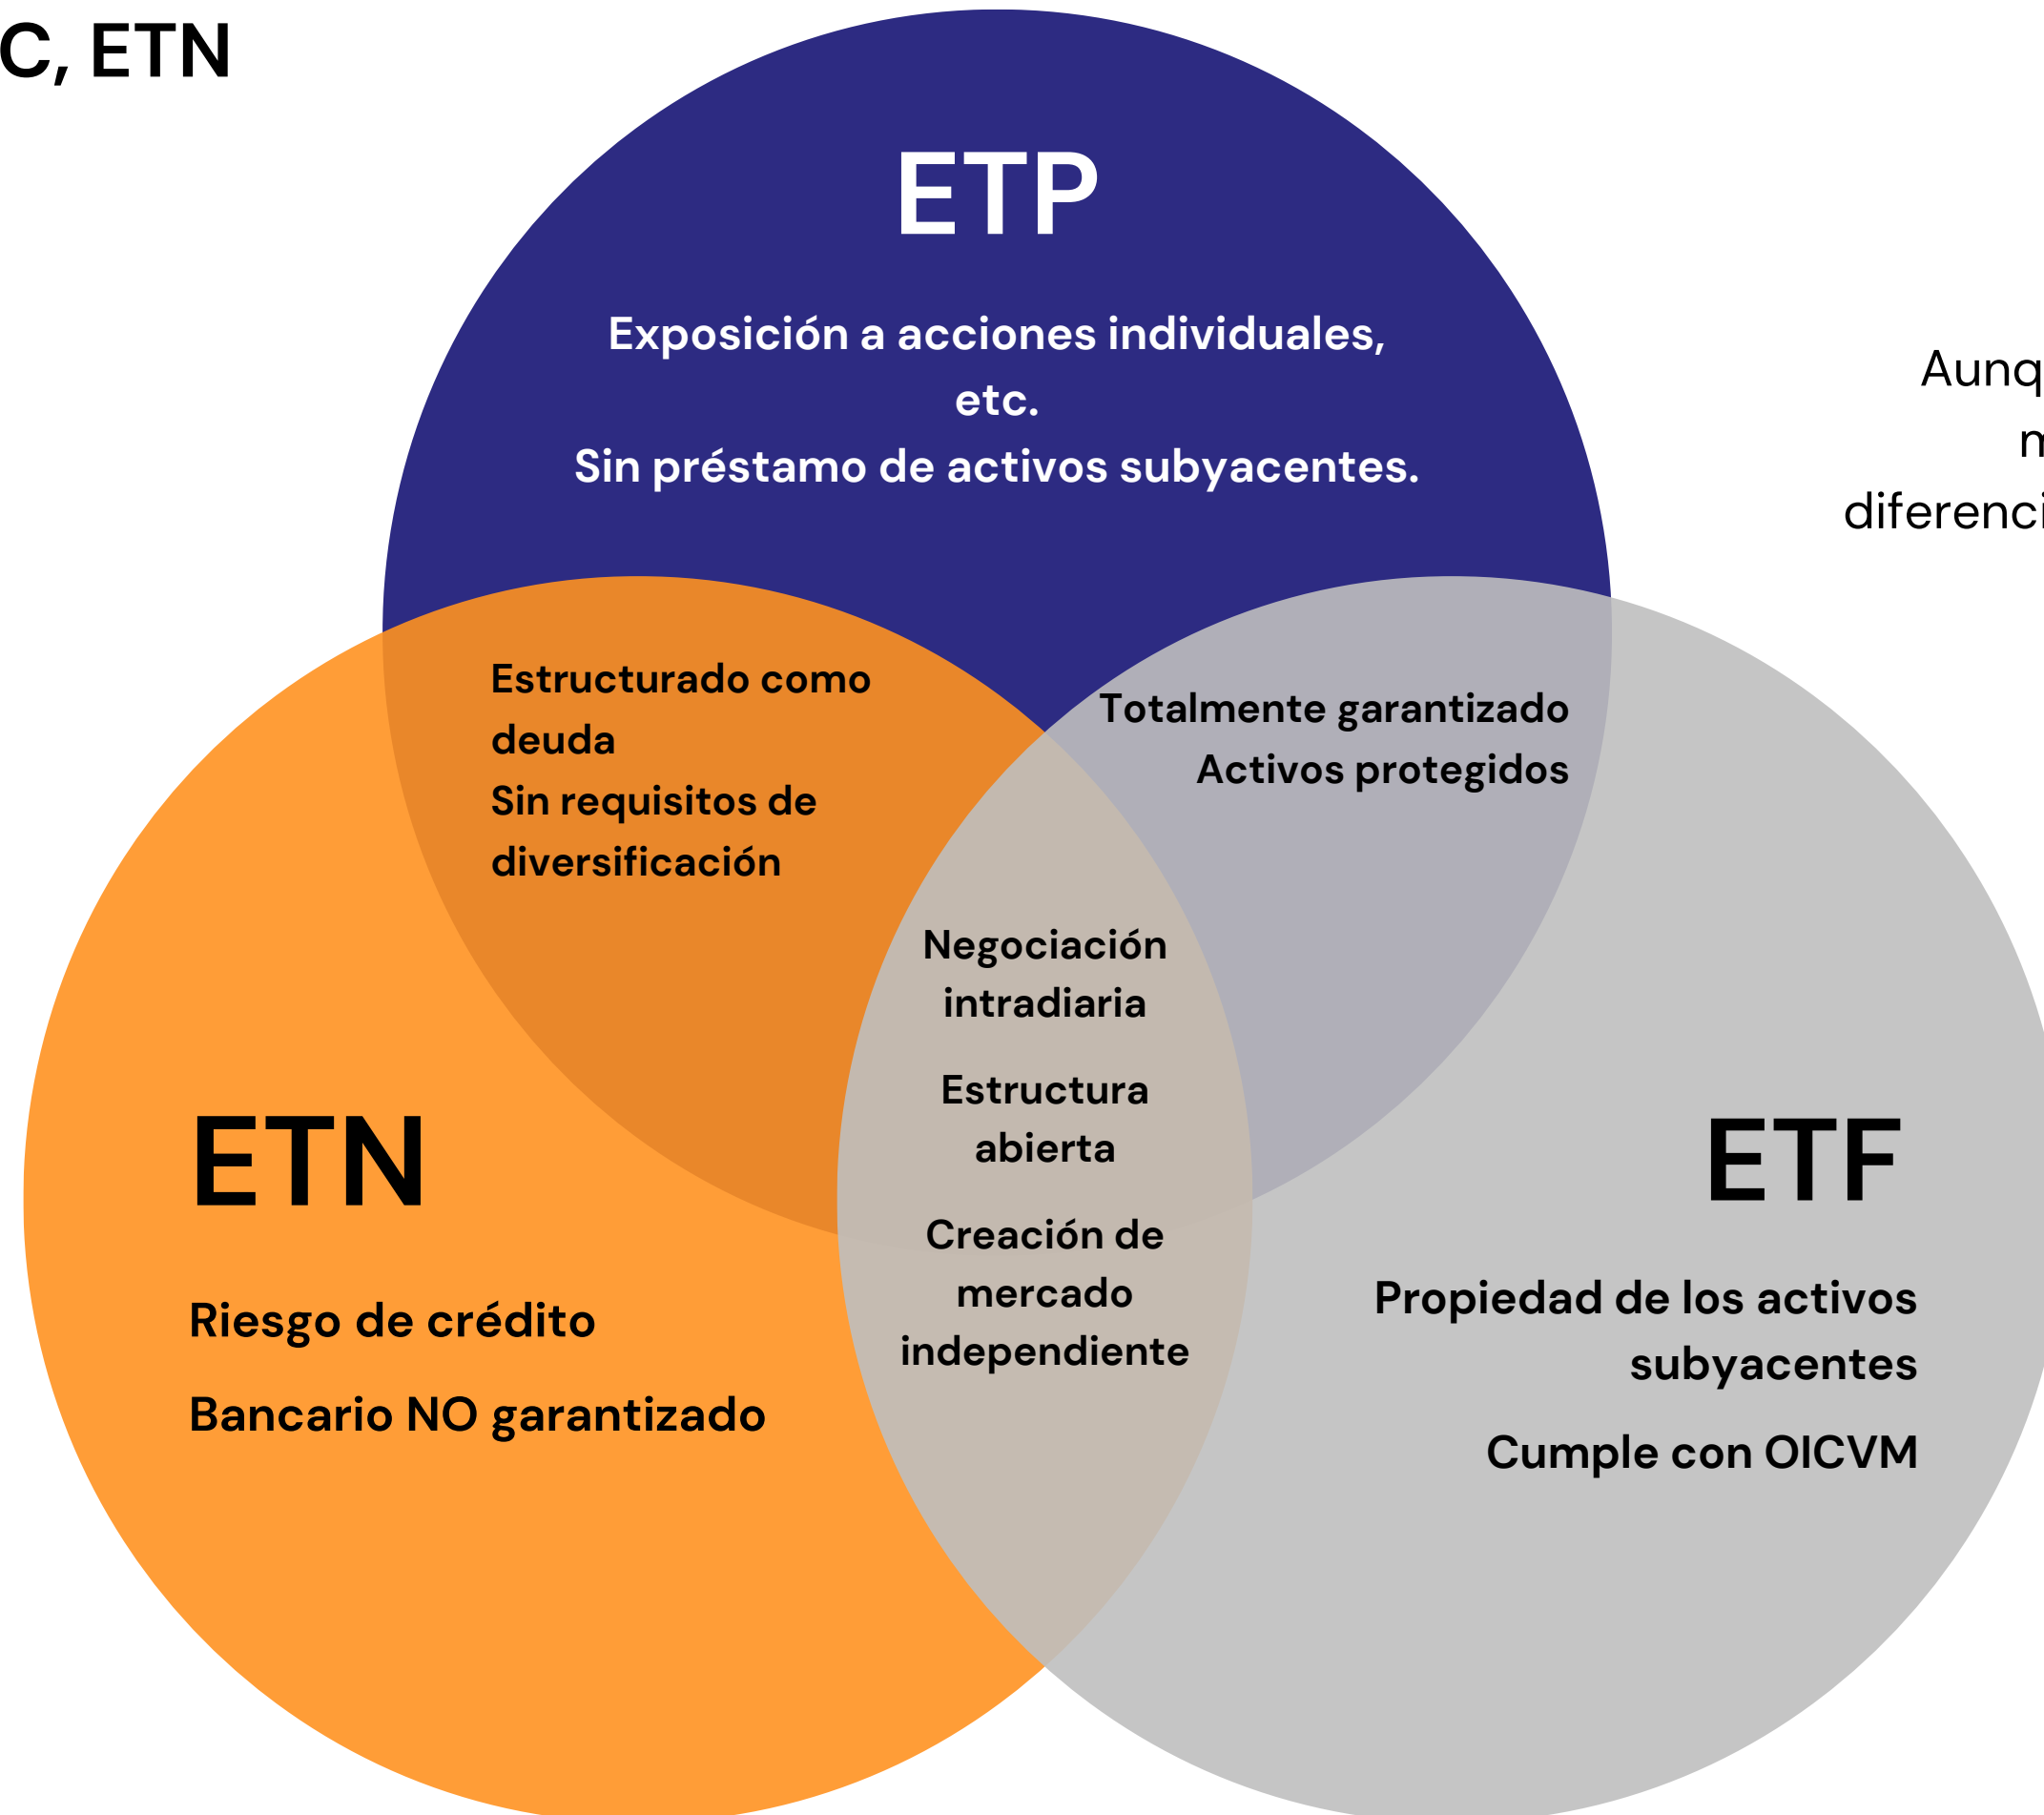 C, ETN
ETP
Exposición a acciones individuales,
etc.
Sin préstamo de activos subyacentes.
diferenci
Estructurado como
deuda
Sin requisitos de
diversificación
Totalmente garantizado
Activos protegidos
Negociación
intradiaria
Estructura
abierta
Creación de
mercado
independiente
ETN
Riesgo de crédito
Bancario NO garantizado
ETF
Propiedad de los activos
subyacentes
Cumple con OICVM